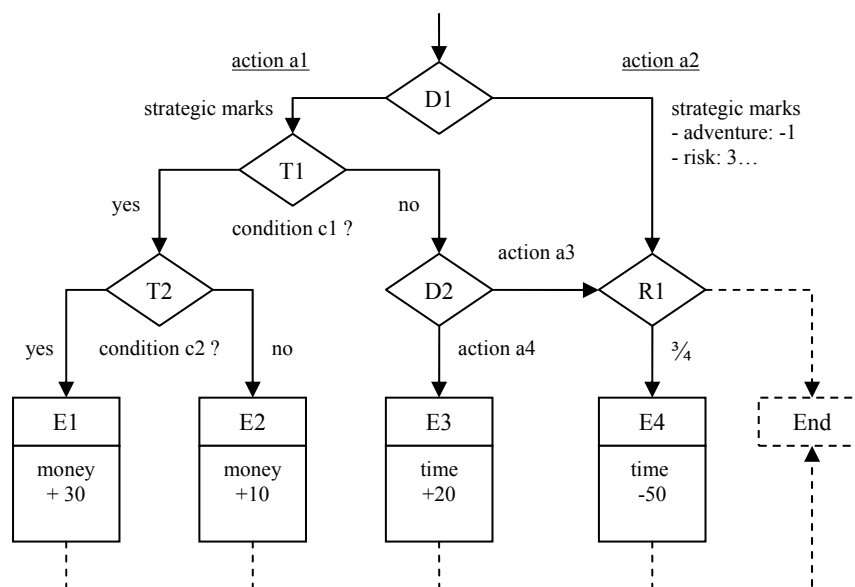 action a1
action a2
D1
strategic marks
strategic marks
- adventure: -1
- risk: 3…
T1
yes
no
condition c1 ?
action a3
T2
D2
R1
yes
condition c2 ?
no
action a4
¾
E1
E2
E3
E4
End
money
+ 30
money
+10
time
+20
time
-50